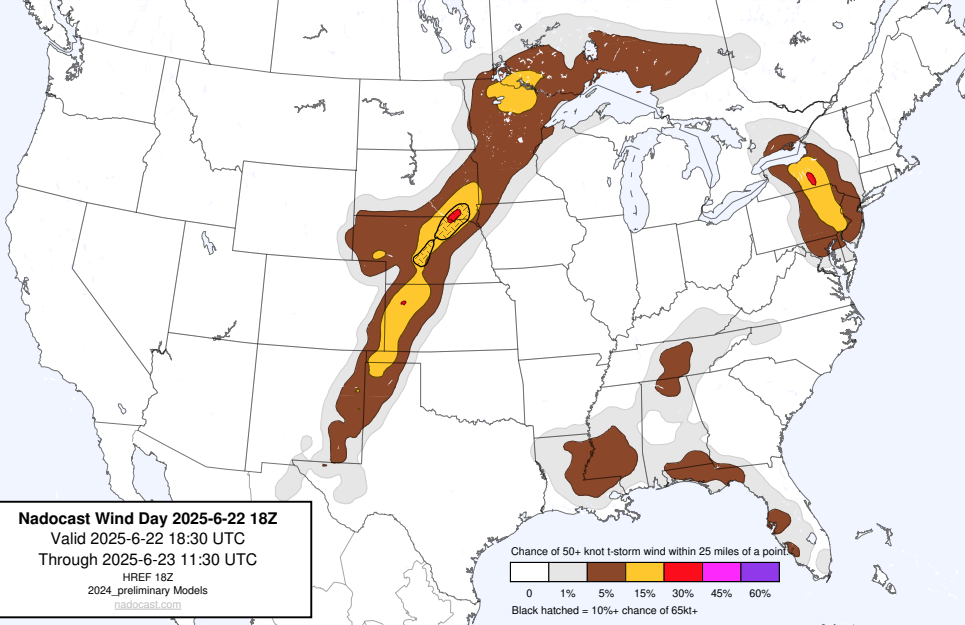 Nadocast Wind Day 2025-6-22 18Z
Valid 2025-6-22 18:30 UTC
Through 2025-6-23 11:30 UTC
HREF 18Z
2024_preliminary Models
nadocast.com
Chance of 50+ knot t-storm wind within 25 miles of a point.
0 1% 5% 15% 30% 45% 60%
Black hatched = 10%+ chance of 65kt+